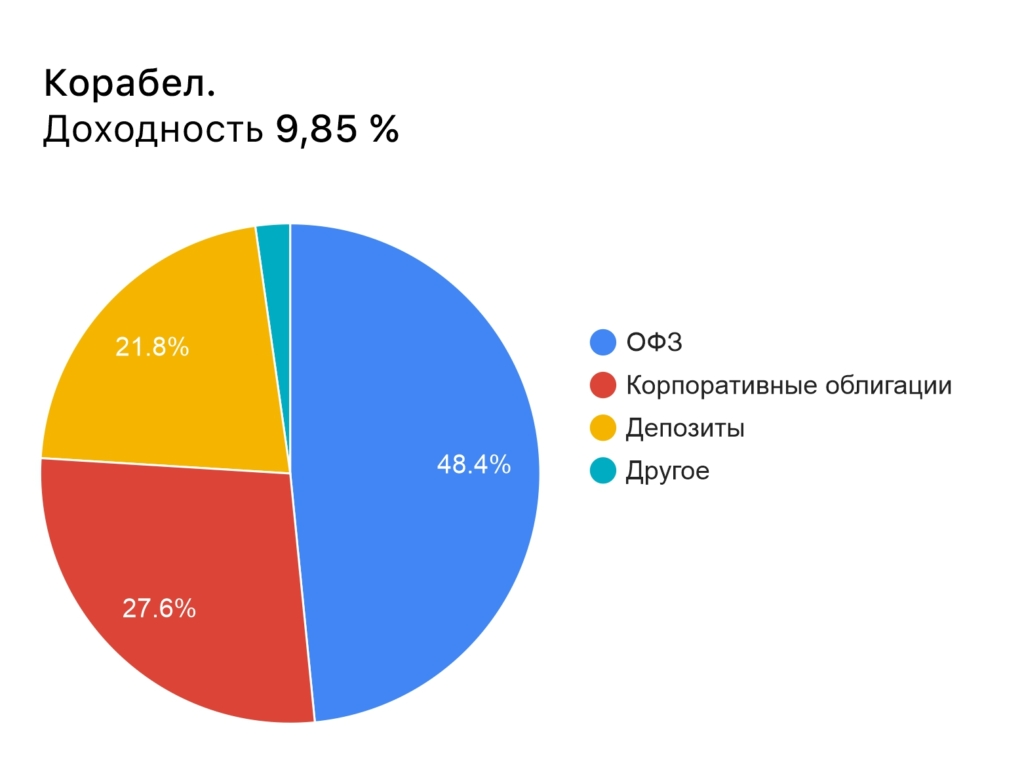 Корабел.
Доходность 9,85 %
21.8%
48.4%
27.6%
ОФЗ
Корпоративные облигации
Депозиты
Другое